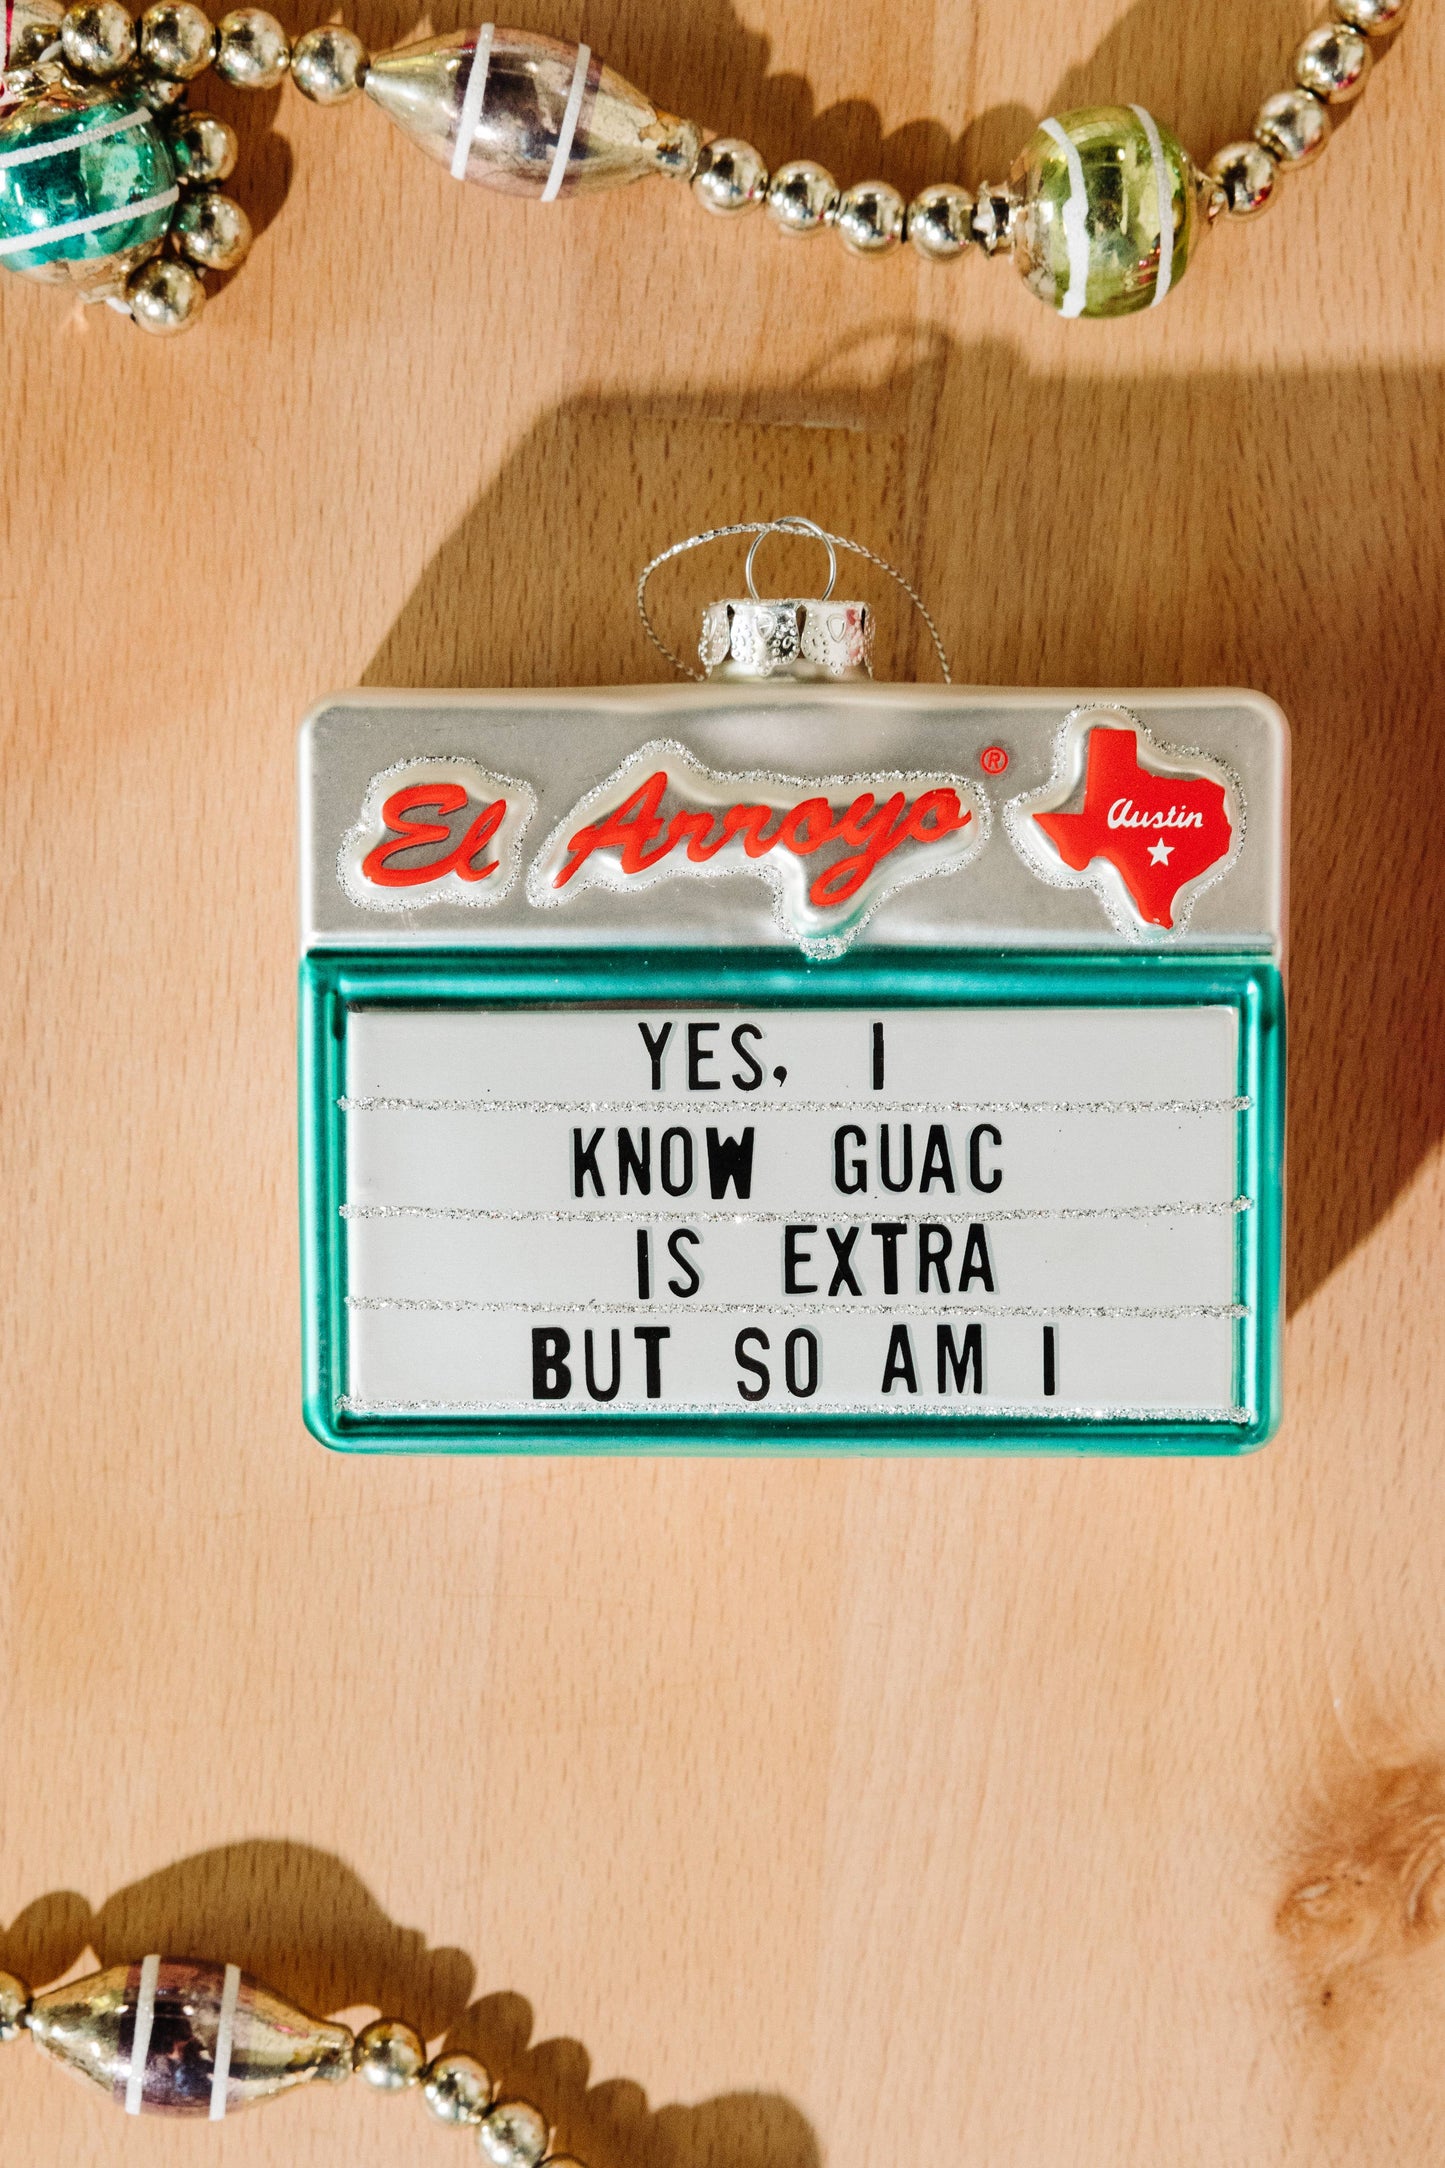 El Arroyo ®
Austin
YES, I
KNOW GUAC
IS EXTRA
BUT SO AM I